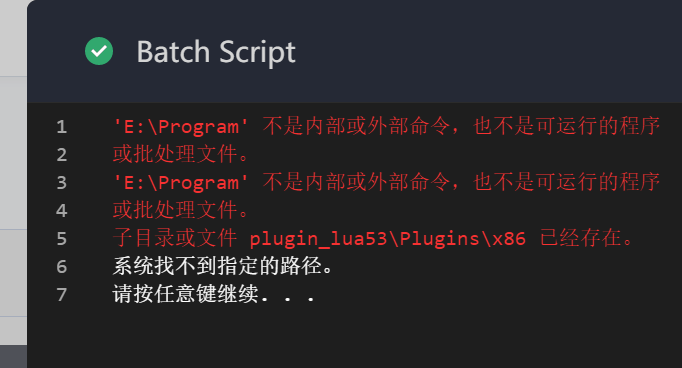 Batch Script
1 'E:\Program' 不是内部或外部命令，也不是可运行的程序
2 或批处理文件。
3 'E:\Program' 不是内部或外部命令，也不是可运行的程序
4 或批处理文件。
5 子目录或文件 plugin_lua53\Plugins\x86 已经存在。
6 系统找不到指定的路径。
7 请按任意键继续. . .